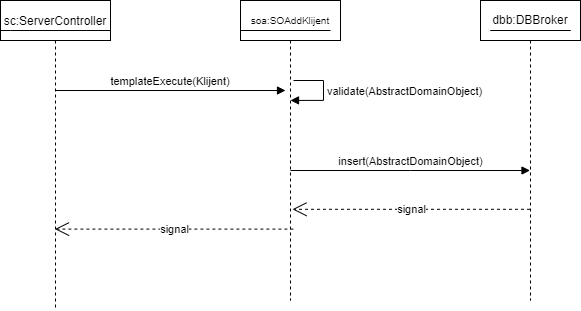 sc:ServerController
soa:SOAddKlijent
dbb:DBBroker
templateExecute(Klijent)
validate(AbstractDomainObject)
insert(AbstractDomainObject)
signal
signal